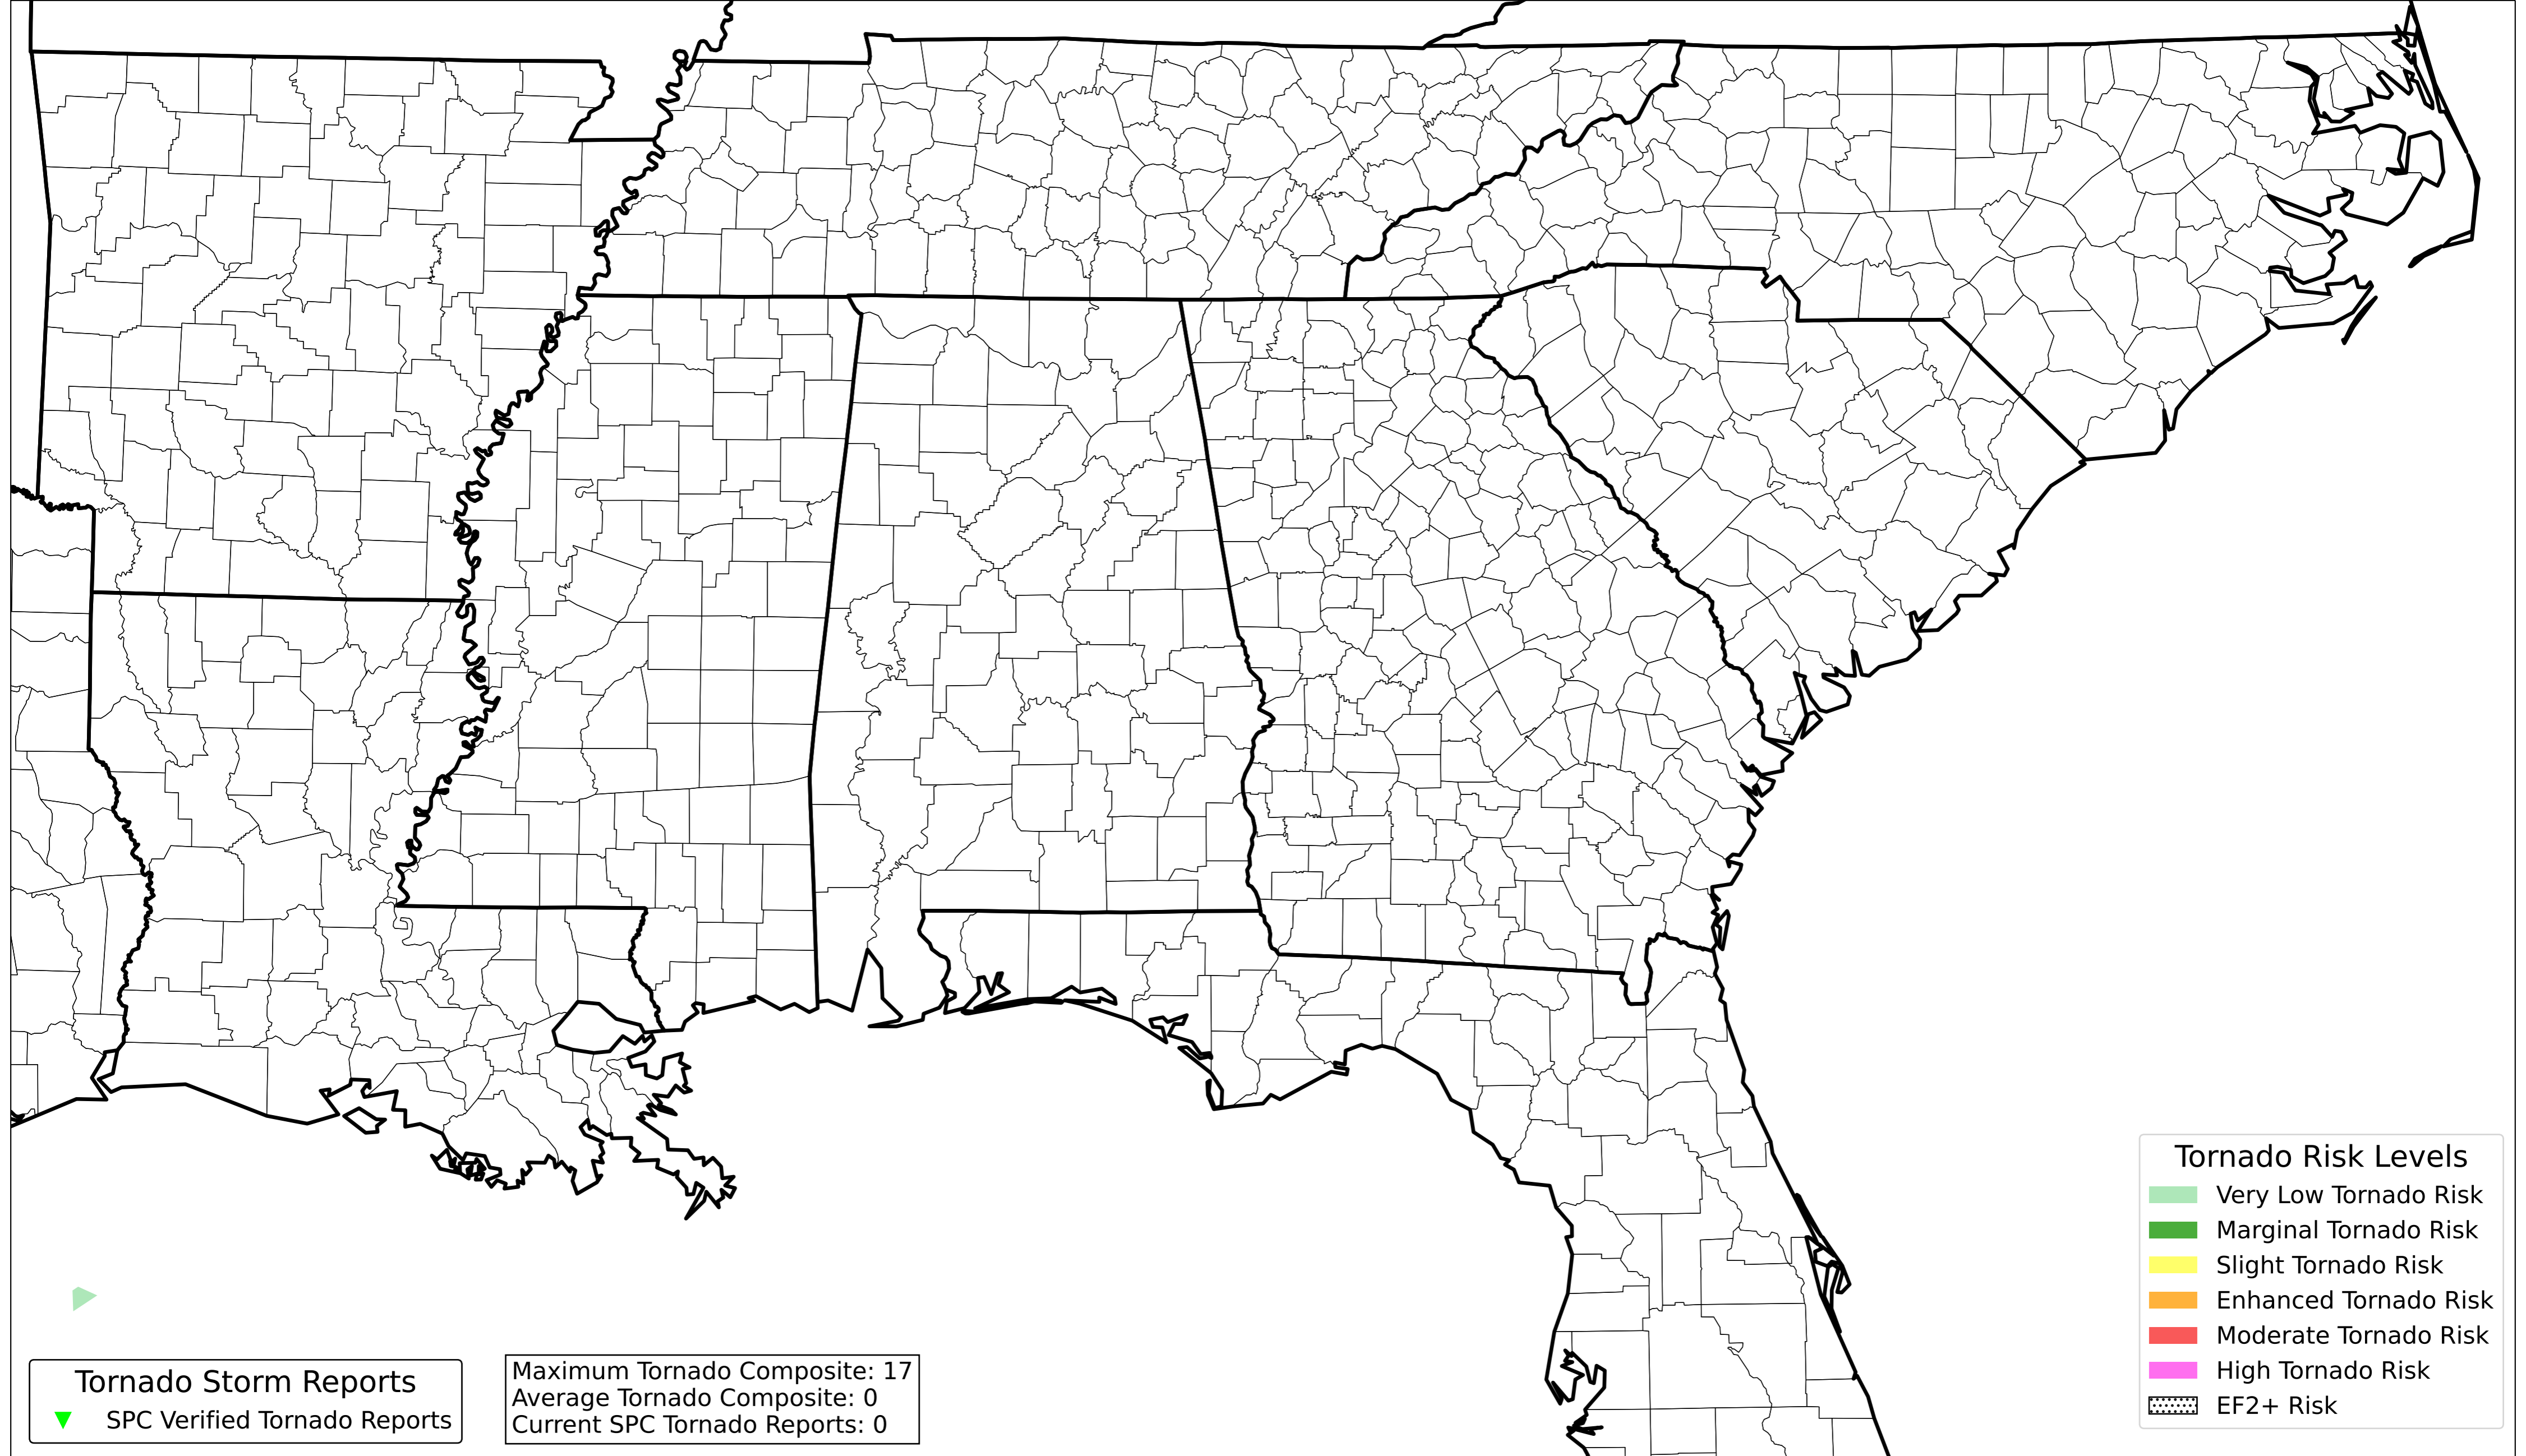 Tornado Risk Levels
Very Low Tornado Risk
Marginal Tornado Risk
Slight Tornado Risk
Enhanced Tornado Risk
Moderate Tornado Risk
High Tornado Risk
EF2+ Risk
Tornado Storm Reports
SPC Verified Tornado Reports
Maximum Tornado Composite: 17
Average Tornado Composite: 0
Current SPC Tornado Reports: 0